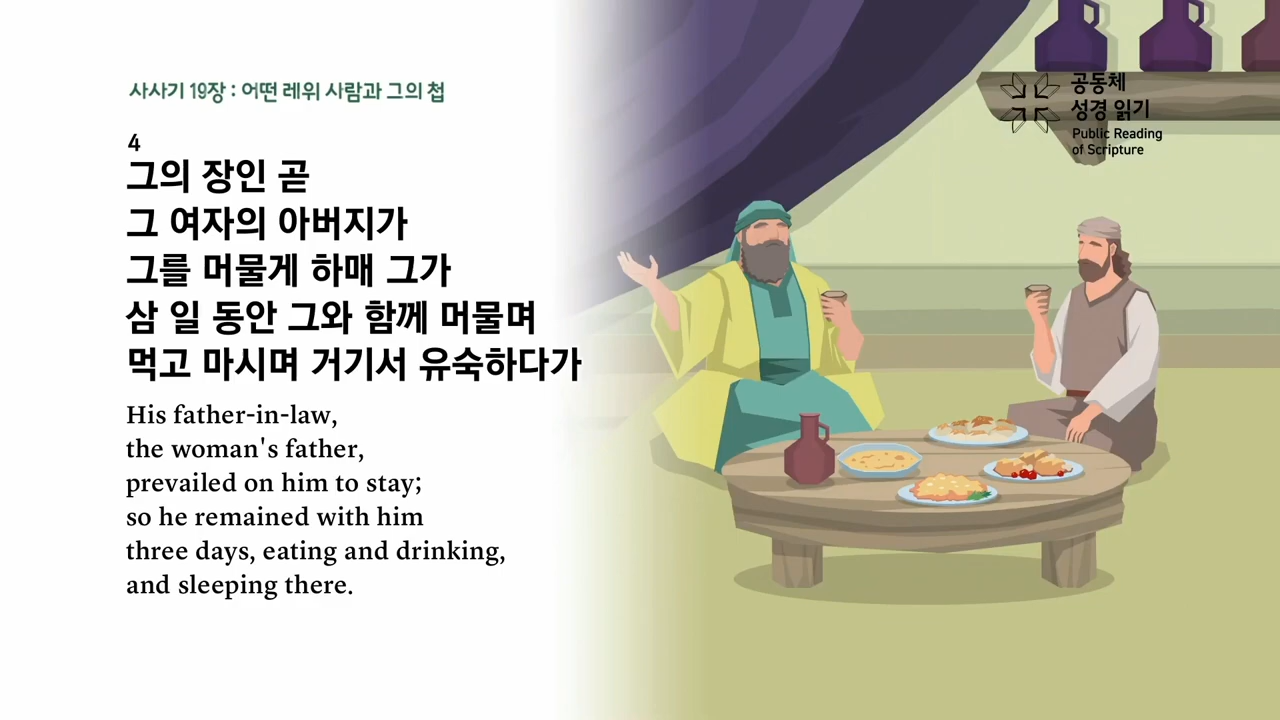 사사기 19장 : 어떤 레위 사람과 그의 첩
4
그의 장인 곧
그 여자의 아버지가
그를 머물게 하매 그가
삼 일 동안 그와 함께 머물며
먹고 마시며 거기서 유숙하다가
His father-in-law,
the woman's father,
prevailed on him to stay;
so he remained with him
three days, eating and drinking,
and sleeping there.
공동체
성경 읽기
Public Reading
of Scripture